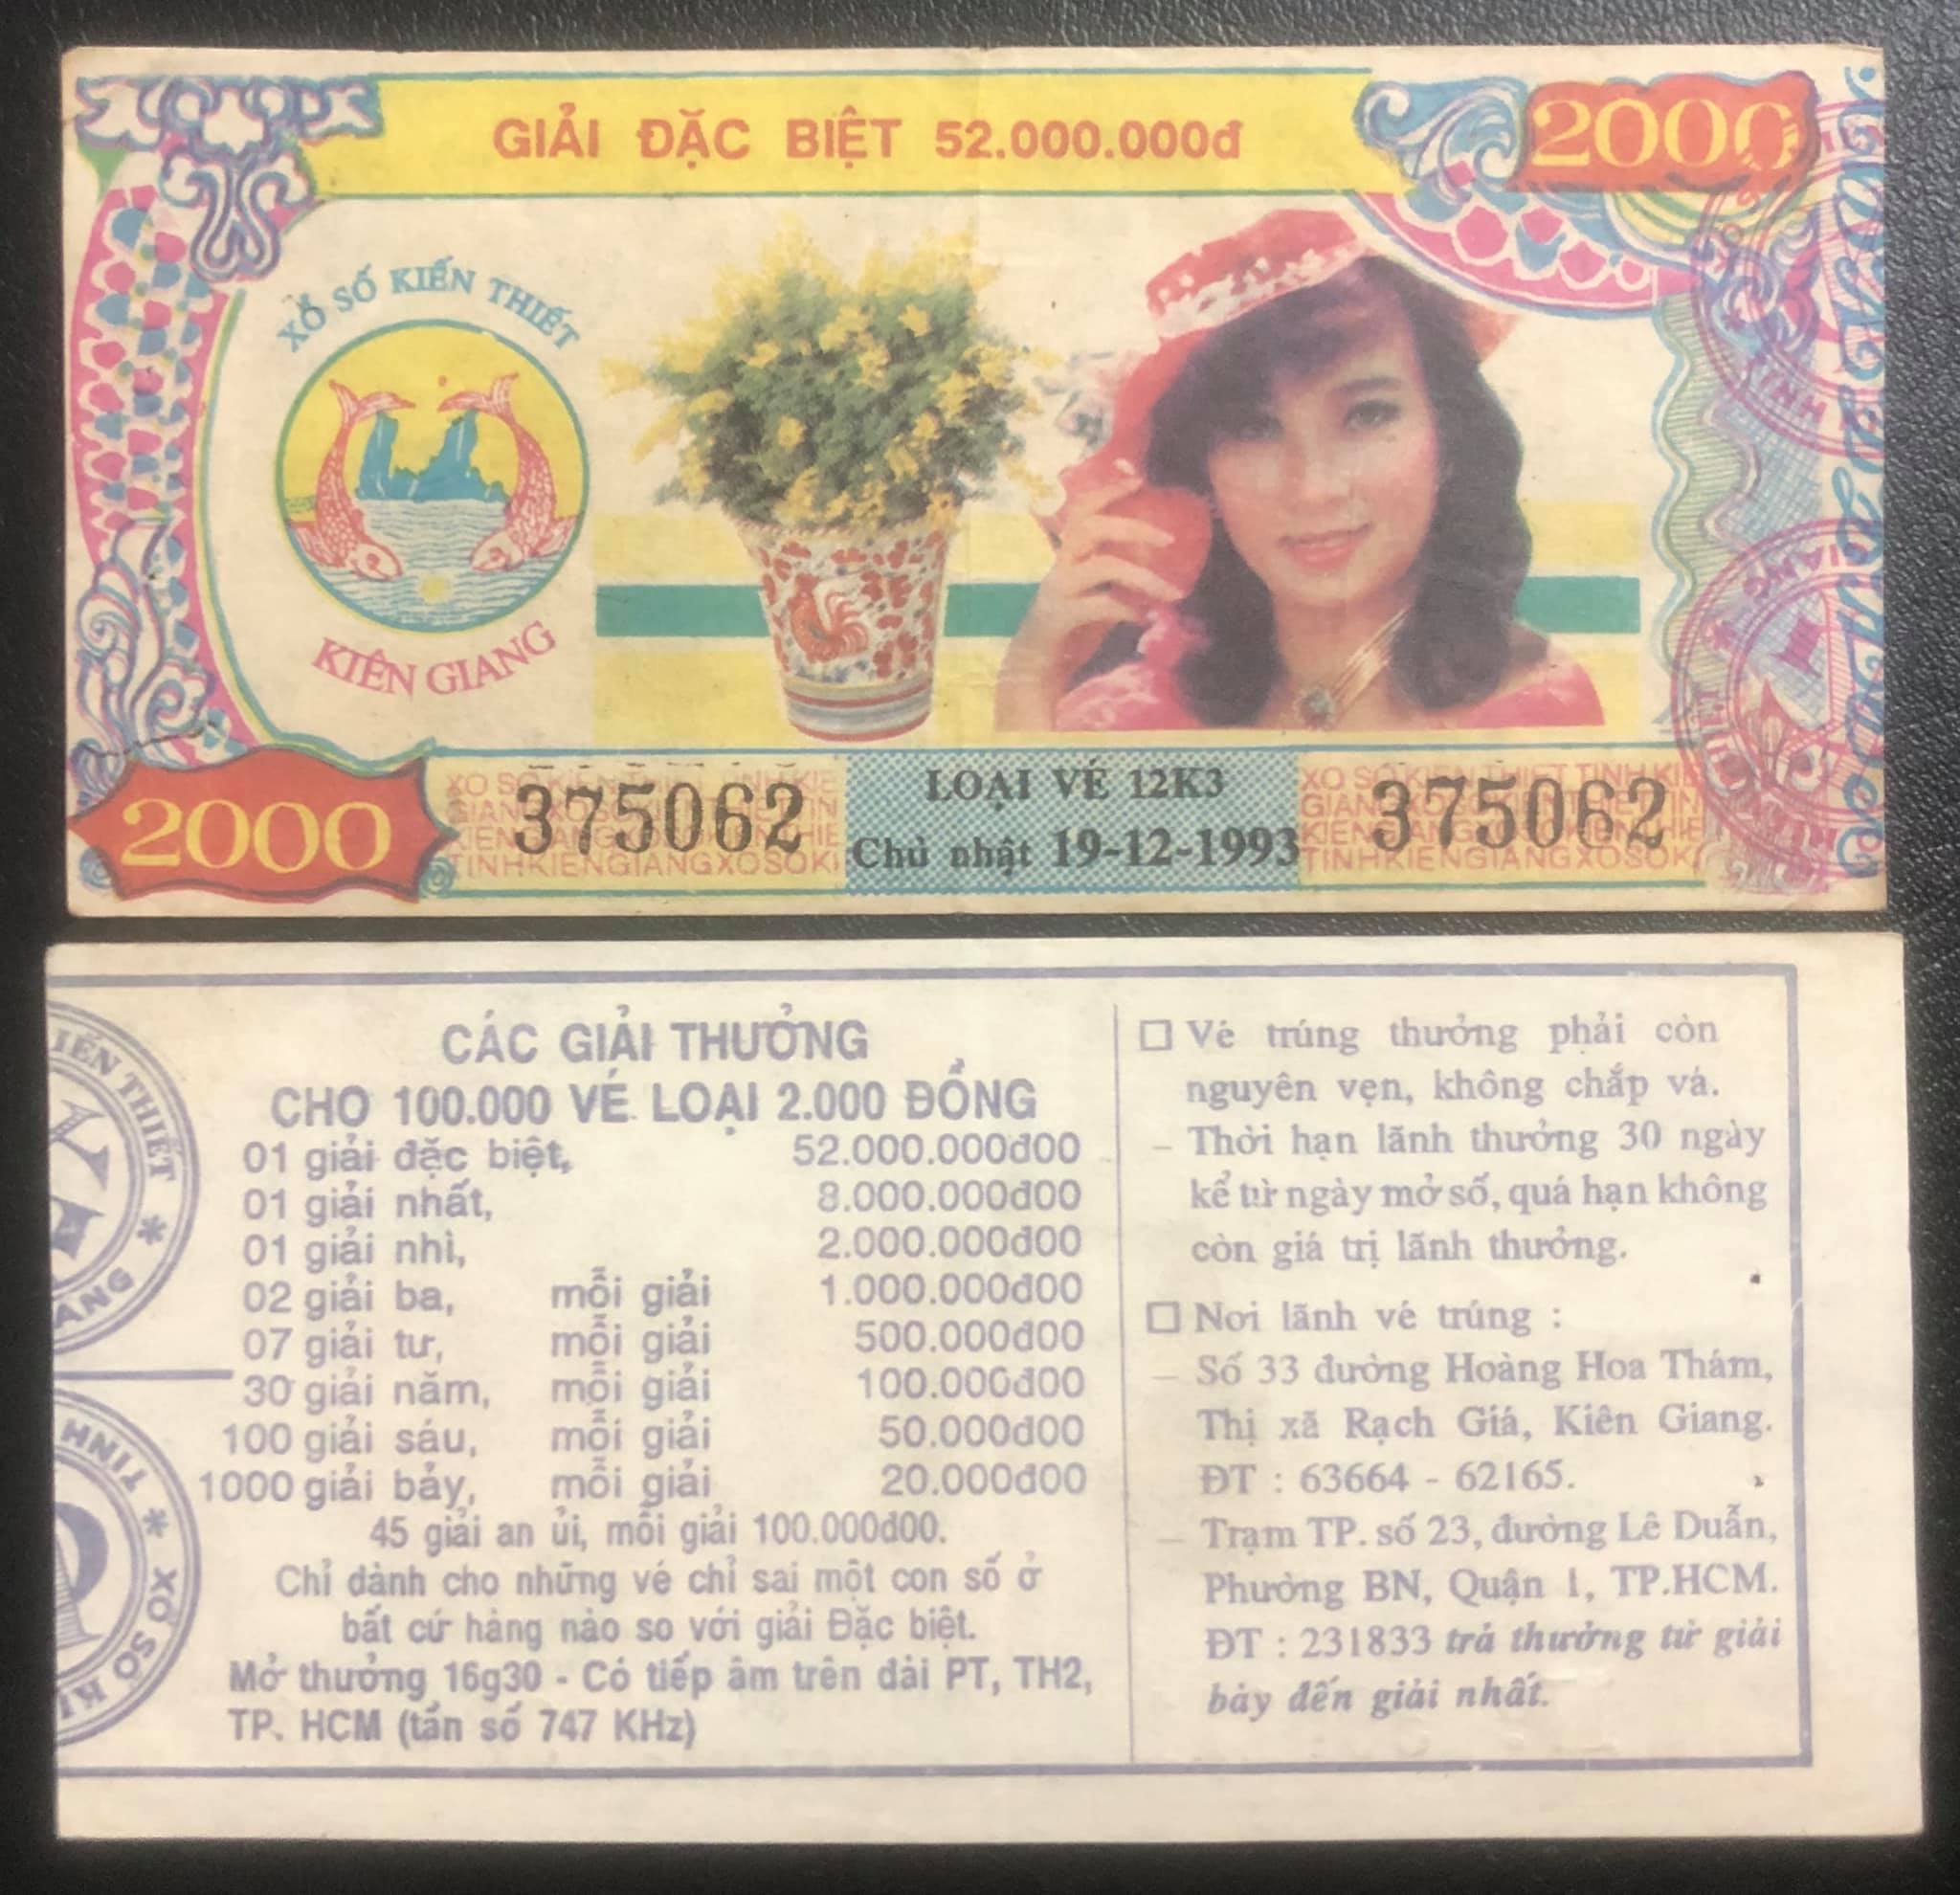 GIẢI ĐẶC BIỆT 52.000.000đ
2000
XỔ SỐ KIẾN THIẾT
KIÊN GIANG
2000
375062
LOẠI VÉ 12K3
Chủ nhật 19-12-1993
375062
CÁC GIẢI THƯỞNG
CHO 100.000 VÉ LOẠI 2.000 ĐỒNG
01 giải đặc biệt, 52.000.000đ00
01 giải nhất, 8.000.000đ00
01 giải nhì, 2.000.000đ00
02 giải ba, mỗi giải 1.000.000đ00
07 giải tư, mỗi giải 500.000đ00
30 giải năm, mỗi giải 100.000đ00
100 giải sáu, mỗi giải 50.000đ00
1000 giải bảy, mỗi giải 20.000đ00
45 giải an ủi, mỗi giải 100.000đ00.
Chỉ dành cho những vé chỉ sai một con số ở
bất cứ hàng nào so với giải Đặc biệt.
Mở thưởng 16g30 - Có tiếp âm trên đài PT, TH2,
TP. HCM (tần số 747 KHz)
□ Vé trúng thưởng phải còn
nguyên vẹn, không chắp vá.
– Thời hạn lãnh thưởng 30 ngày
kể từ ngày mở số, quá hạn không
còn giá trị lãnh thưởng.
□ Nơi lãnh vé trúng :
– Số 33 đường Hoàng Hoa Thám,
Thị xã Rạch Giá, Kiên Giang.
ĐT : 63664 - 62165.
– Trạm TP. số 23, đường Lê Duẫn,
Phường BN, Quận 1, TP.HCM.
ĐT : 231833 trả thưởng từ giải
bảy đến giải nhất.